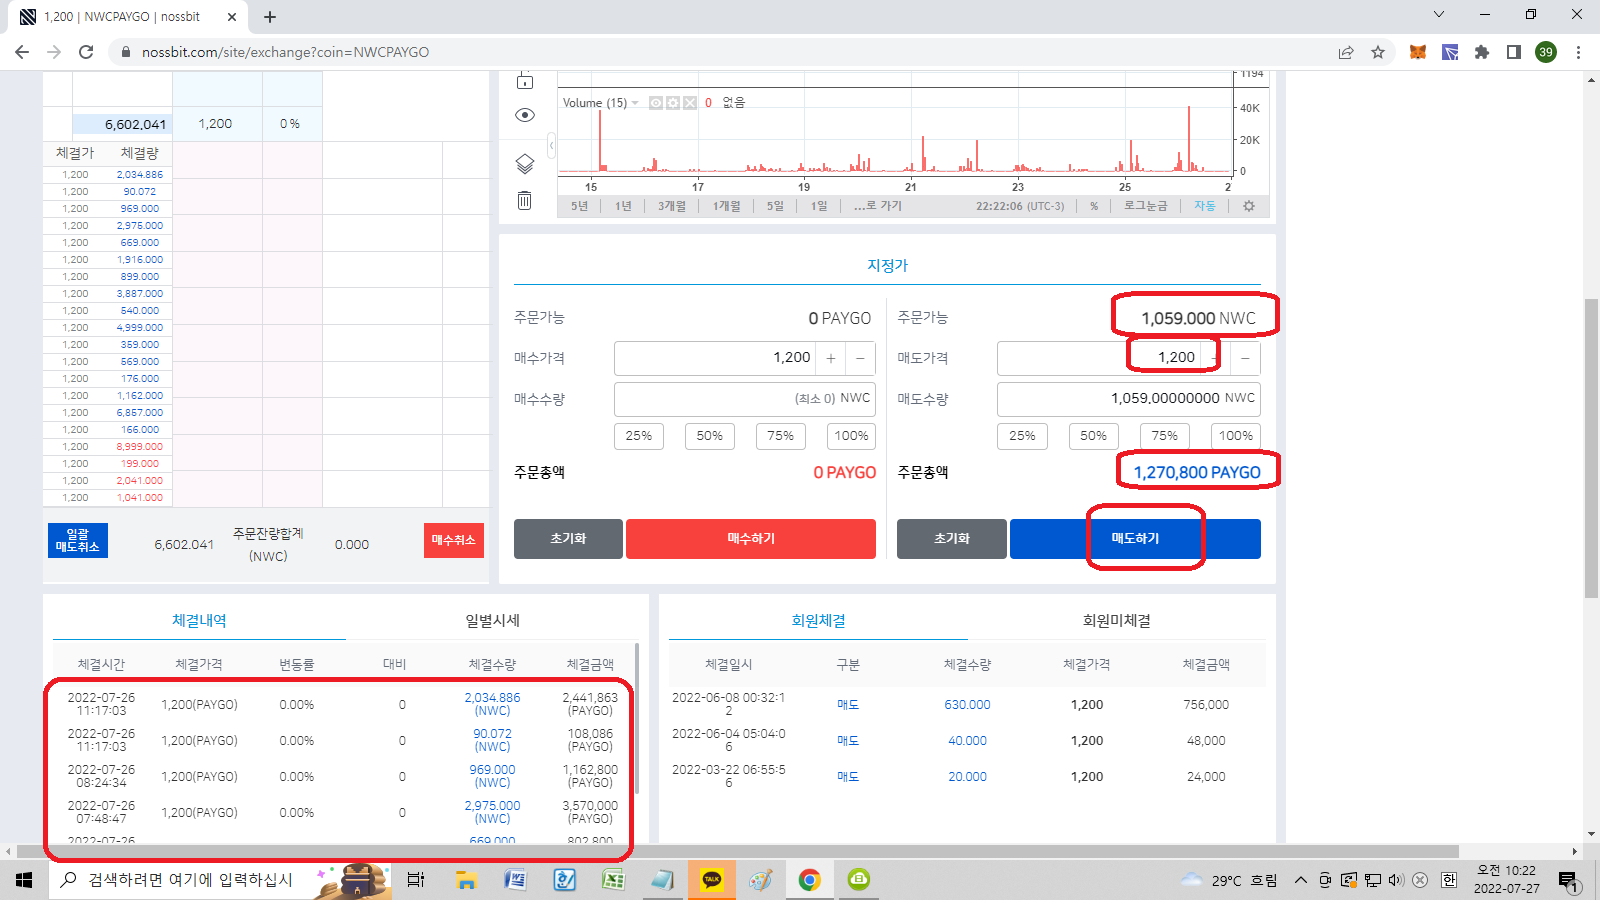 1,200 | NWCPAYGO | nossbit
nossbit.com/site/exchange?coin=NWCPAYGO
39
6,602.041 1,200 0 %
체결가 체결량
1,200 2,034.886
1,200 90.072
1,200 969.000
1,200 2,975.000
1,200 669.000
1,200 1,916.000
1,200 899.000
1,200 3,887.000
1,200 540.000
1,200 4,999.000
1,200 359.000
1,200 569.000
1,200 176.000
1,200 1,162.000
1,200 6,857.000
1,200 166.000
1,200 8,999.000
1,200 199.000
1,200 2,041.000
1,200 1,041.000
일괄
매도취소
6,602.041
주문잔량합계
(NWC)
0.000
매수취소
1194
Volume (15) 0 없음
40K
20K
0
15 17 19 21 23 25 2
5년 1년 3개월 1개월 5일 1일 ...로 가기 22:22:06 (UTC-3) % 로그눈금 자동
지정가
주문가능 0 PAYGO
매수가격 1,200 + −
매수수량 (최소 0) NWC
25% 50% 75% 100%
주문총액 0 PAYGO
초기화 매수하기
주문가능 1,059.000 NWC
매도가격 1,200 −
매도수량 1,059.00000000 NWC
25% 50% 75% 100%
주문총액 1,270,800 PAYGO
초기화 매도하기
체결내역 일별시세
체결시간 체결가격 변동률 대비 체결수량 체결금액
2022-07-26 11:17:03 1,200(PAYGO) 0.00% 0 2,034.886 (NWC) 2,441,863 (PAYGO)
2022-07-26 11:17:03 1,200(PAYGO) 0.00% 0 90.072 (NWC) 108,086 (PAYGO)
2022-07-26 08:24:34 1,200(PAYGO) 0.00% 0 969.000 (NWC) 1,162,800 (PAYGO)
2022-07-26 07:48:47 1,200(PAYGO) 0.00% 0 2,975.000 (NWC) 3,570,000 (PAYGO)
2022-07-26 669.000 802,800
회원체결 회원미체결
체결일시 구분 체결수량 체결가격 체결금액
2022-06-08 00:32:12 매도 630.000 1,200 756,000
2022-06-04 05:04:06 매도 40.000 1,200 48,000
2022-03-22 06:55:56 매도 20.000 1,200 24,000
검색하려면 여기에 입력하십시
TALK
29°C 흐림
한
오전 10:22
2022-07-27
1